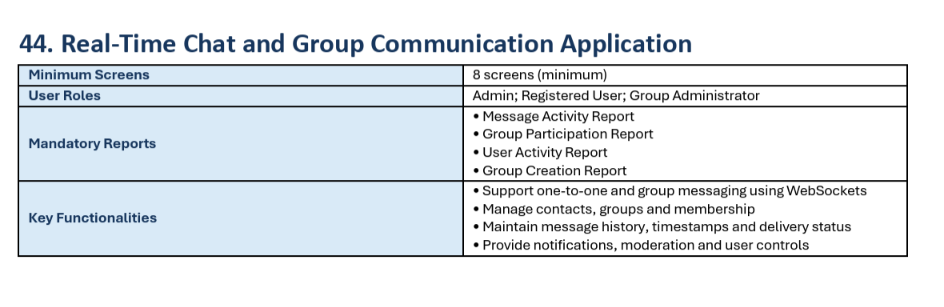 44. Real-Time Chat and Group Communication Application
Minimum Screens
8 screens (minimum)
User Roles
Admin; Registered User; Group Administrator
Mandatory Reports
• Message Activity Report
• Group Participation Report
• User Activity Report
• Group Creation Report
Key Functionalities
• Support one-to-one and group messaging using WebSockets
• Manage contacts, groups and membership
• Maintain message history, timestamps and delivery status
• Provide notifications, moderation and user controls